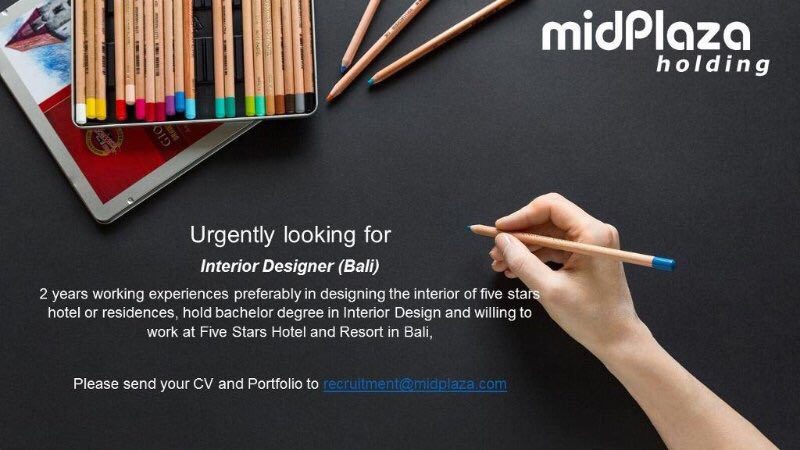 midPlaza
holding
Urgently looking for
Interior Designer (Bali)
2 years working experiences preferably in designing the interior of five stars
hotel or residences, hold bachelor degree in Interior Design and willing to
work at Five Stars Hotel and Resort in Bali,
Please send your CV and Portfolio to recruitment@midplaza.com